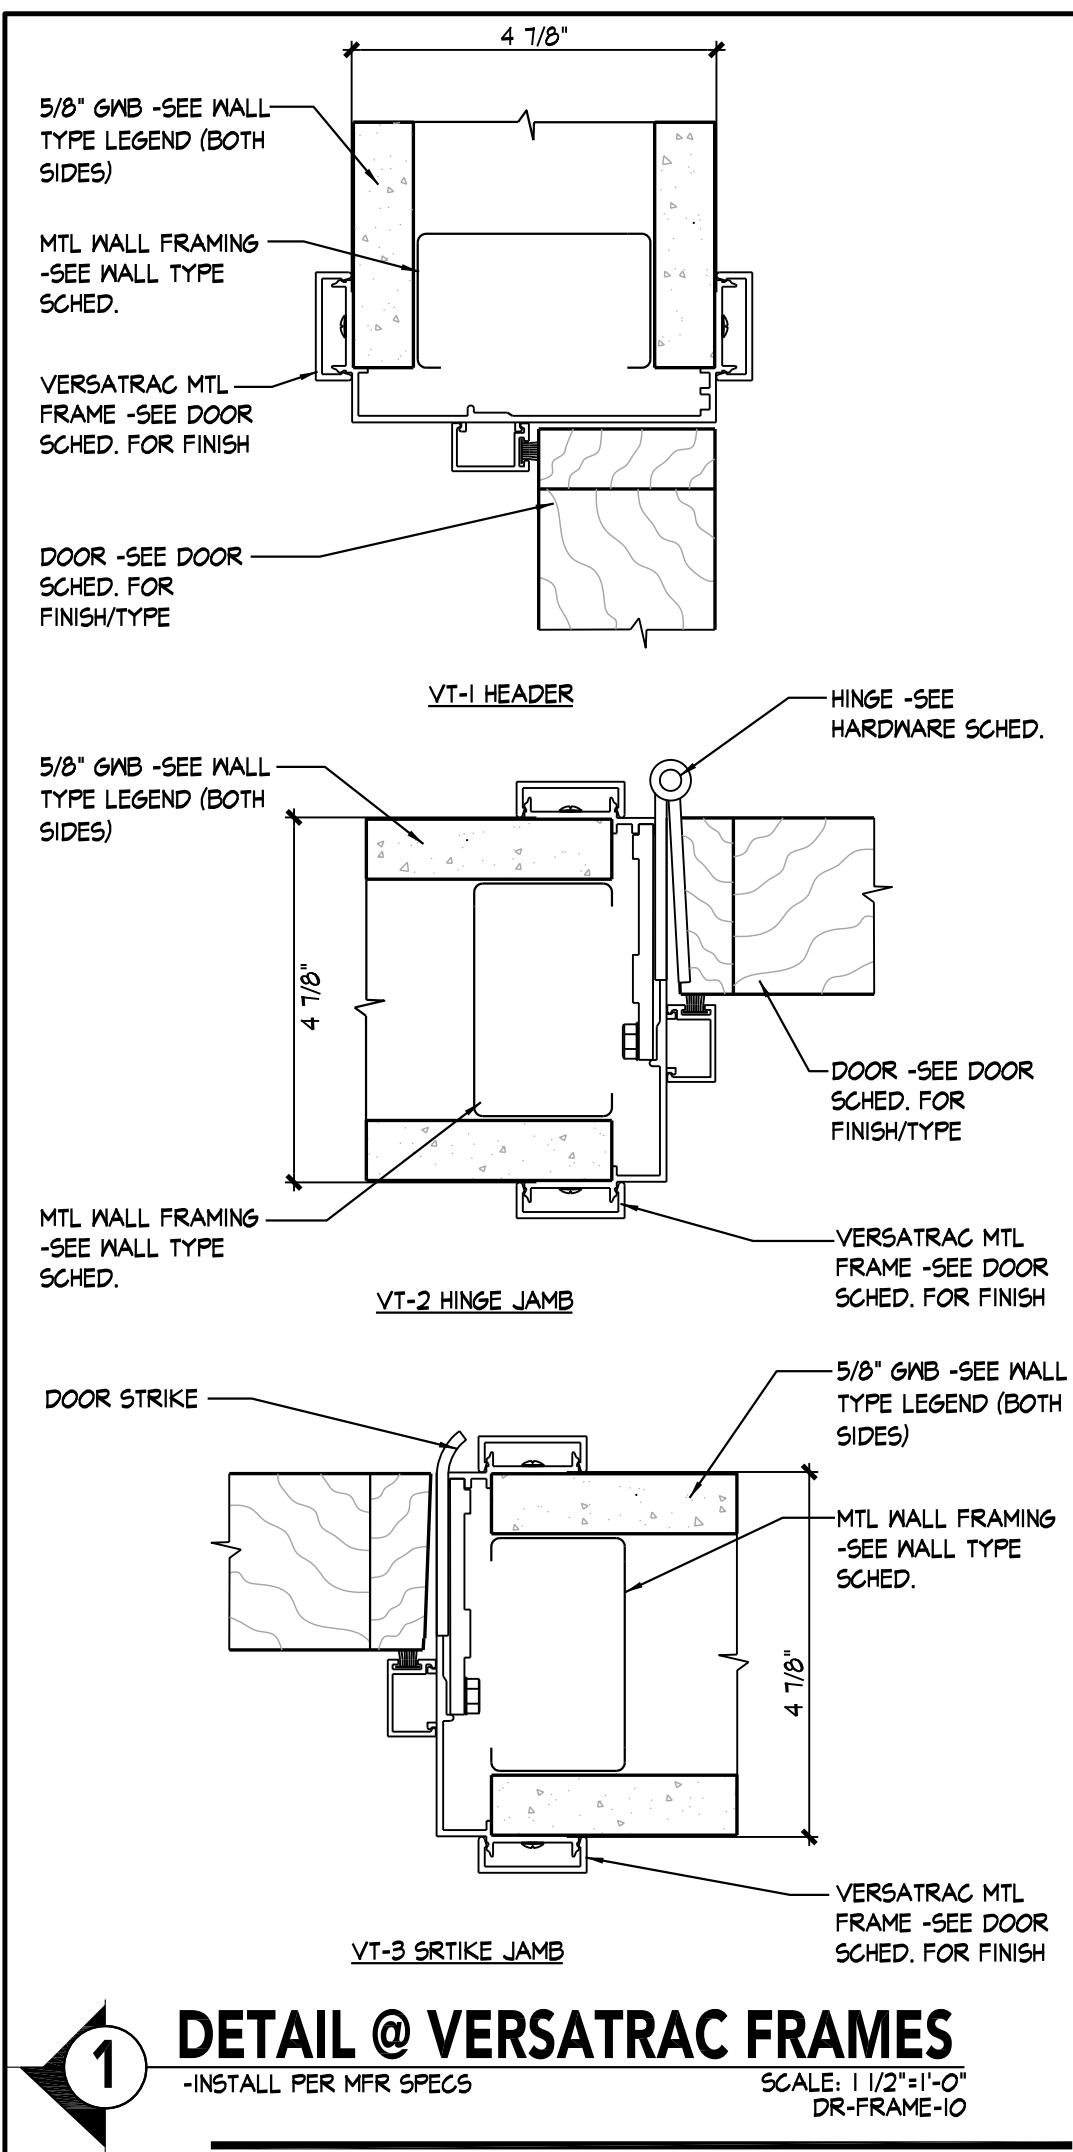 4 7/8"
5/8" GWB -SEE WALL
TYPE LEGEND (BOTH
SIDES)
MTL WALL FRAMING
-SEE WALL TYPE
SCHED.
VERSATRAC MTL
FRAME -SEE DOOR
SCHED. FOR FINISH
DOOR -SEE DOOR
SCHED. FOR
FINISH/TYPE
VT-1 HEADER
HINGE -SEE
HARDWARE SCHED.
5/8" GWB -SEE WALL
TYPE LEGEND (BOTH
SIDES)
4 7/8"
DOOR -SEE DOOR
SCHED. FOR
FINISH/TYPE
MTL WALL FRAMING
-SEE WALL TYPE
SCHED.
VERSATRAC MTL
FRAME -SEE DOOR
SCHED. FOR FINISH
VT-2 HINGE JAMB
5/8" GWB -SEE WALL
TYPE LEGEND (BOTH
SIDES)
DOOR STRIKE
MTL WALL FRAMING
-SEE WALL TYPE
SCHED.
4 7/8"
VERSATRAC MTL
FRAME -SEE DOOR
SCHED. FOR FINISH
VT-3 SRTIKE JAMB
1
DETAIL @ VERSATRAC FRAMES
-INSTALL PER MFR SPECS
SCALE: 1 1/2"=1'-0"
DR-FRAME-10